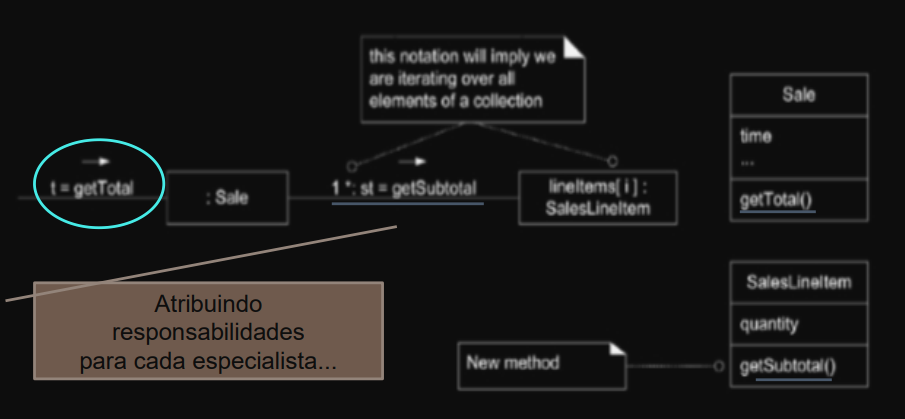 this notation will imply we
are iterating over all
elements of a collection
t = getTotal
: Sale
1 *: st = getSubtotal
lineItems[ i ] :
SalesLineItem
Sale
time
...
getTotal()
Atribuindo
responsabilidades
para cada especialista...
New method
SalesLineItem
quantity
getSubtotal()